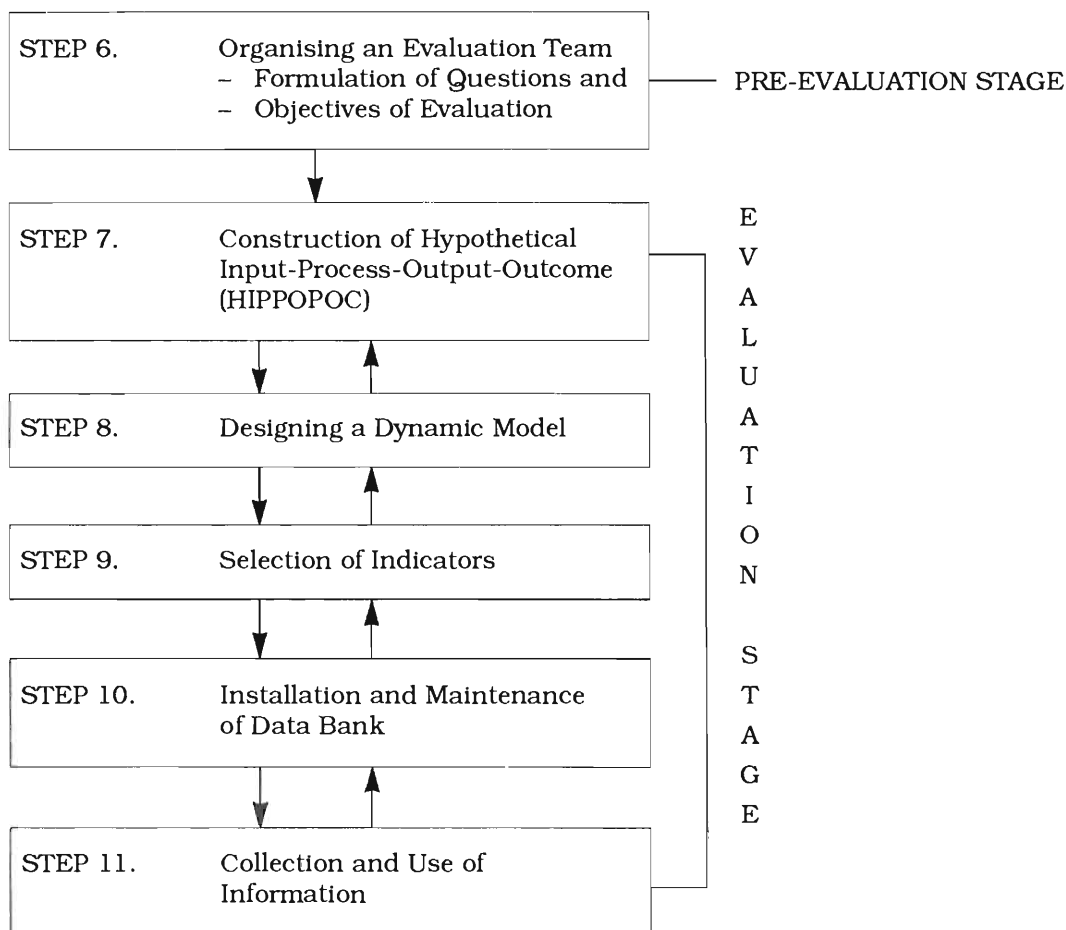 STEP 6. Organising an Evaluation Team
– Formulation of Questions and
– Objectives of Evaluation
PRE-EVALUATION STAGE
STEP 7. Construction of Hypothetical
Input-Process-Output-Outcome
(HIPPOPOC)
STEP 8. Designing a Dynamic Model
STEP 9. Selection of Indicators
STEP 10. Installation and Maintenance
of Data Bank
STEP 11. Collection and Use of
Information
EVALUATION STAGE